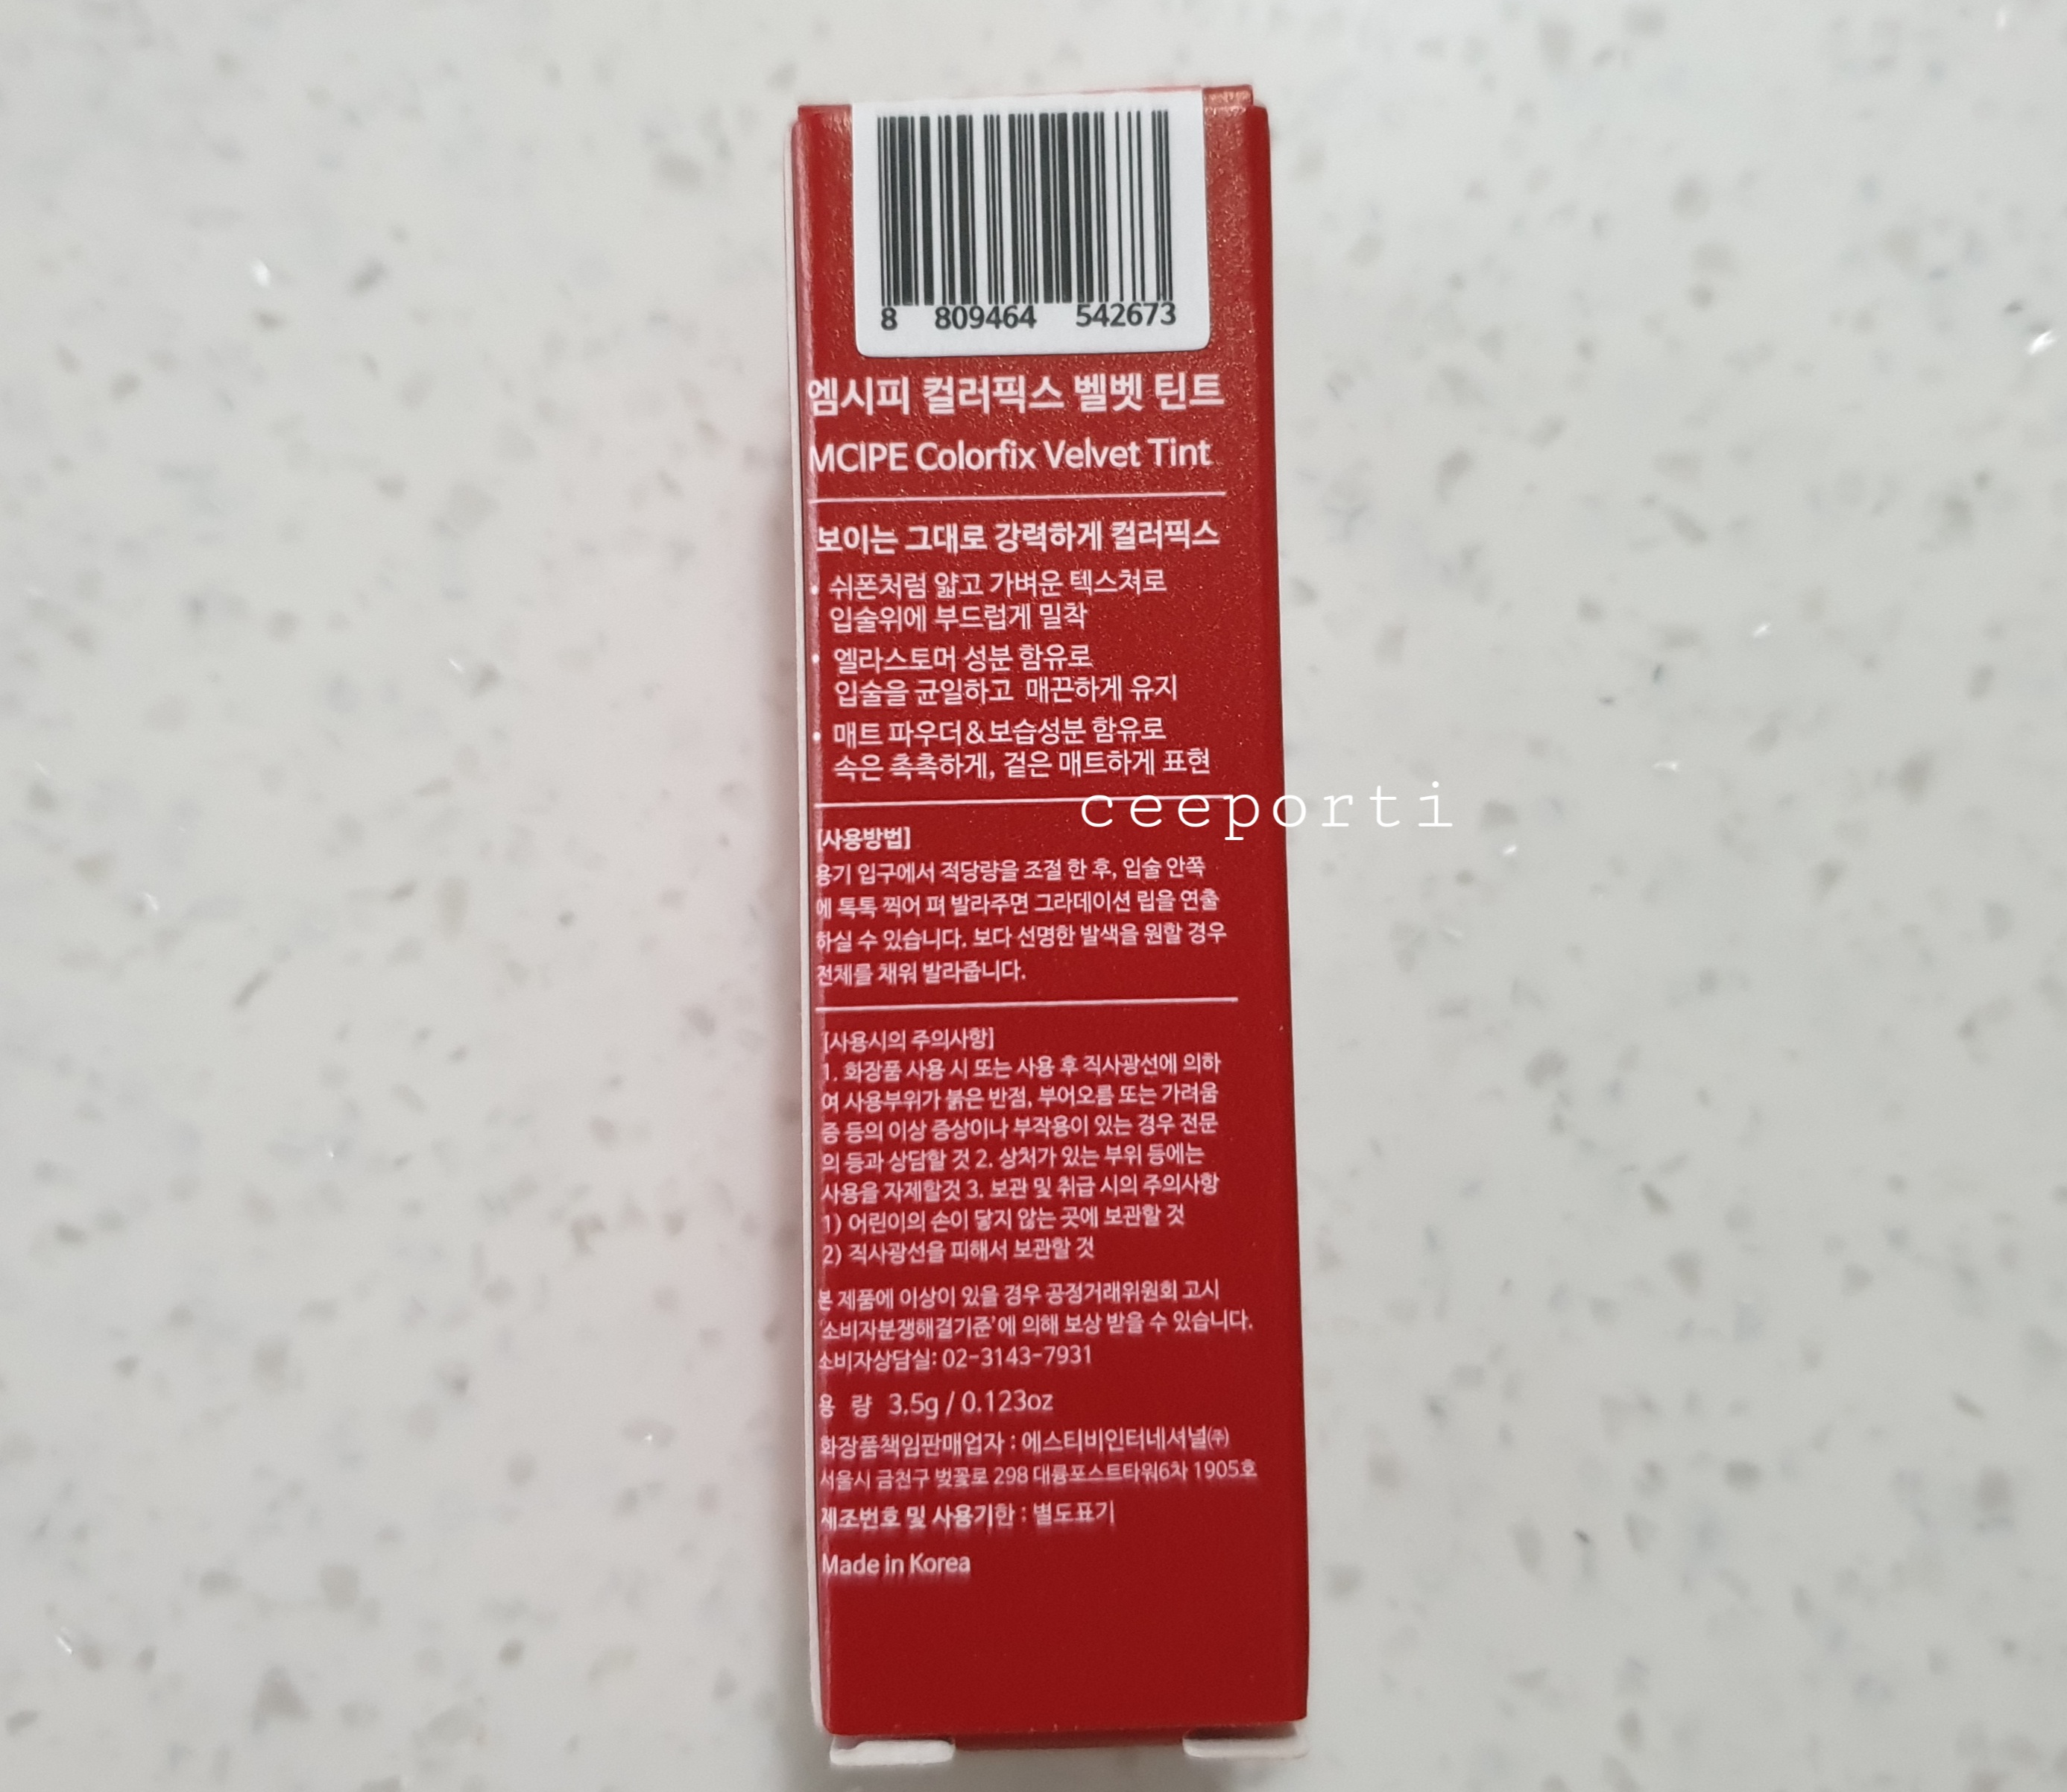 8 809464 542673
엠시피 컬러픽스 벨벳 틴트
MCIPE Colorfix Velvet Tint
보이는 그대로 강력하게 컬러픽스
• 쉬폰처럼 얇고 가벼운 텍스쳐로
입술위에 부드럽게 밀착
• 엘라스토머 성분 함유로
입술을 균일하고 매끈하게 유지
• 매트 파우더&보습성분 함유로
속은 촉촉하게, 겉은 매트하게 표현
ceeporti
[사용방법]
용기 입구에서 적당량을 조절 한 후, 입술 안쪽
에 톡톡 찍어 펴 발라주면 그라데이션 립을 연출
하실 수 있습니다. 보다 선명한 발색을 원할 경우
전체를 채워 발라줍니다.
[사용시의 주의사항]
1. 화장품 사용 시 또는 사용 후 직사광선에 의하
여 사용부위가 붉은 반점, 부어오름 또는 가려움
증 등의 이상 증상이나 부작용이 있는 경우 전문
의 등과 상담할 것 2. 상처가 있는 부위 등에는
사용을 자제할것 3. 보관 및 취급 시의 주의사항
1) 어린이의 손이 닿지 않는 곳에 보관할 것
2) 직사광선을 피해서 보관할 것
본 제품에 이상이 있을 경우 공정거래위원회 고시
'소비자분쟁해결기준'에 의해 보상 받을 수 있습니다.
소비자상담실: 02-3143-7931
용 량 3.5g / 0.123oz
화장품책임판매업자 : 에스티비인터네셔널㈜
서울시 금천구 벚꽃로 298 대륭포스트타워6차 1905호
제조번호 및 사용기한 : 별도표기
Made in Korea